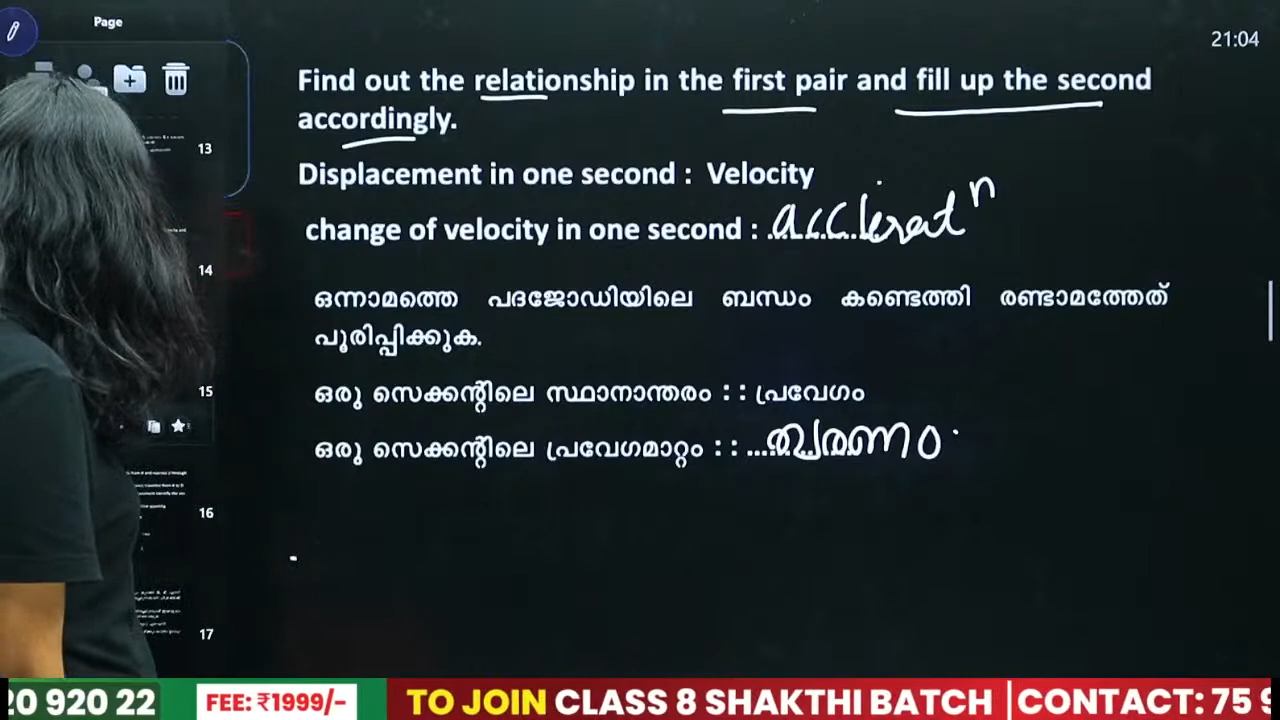 Page
21:04
13
Find out the relationship in the first pair and fill up the second
accordingly.
Displacement in one second : Velocity
change of velocity in one second : ...accleratⁿ
14
ഒന്നാമത്തെ പദജോഡിയിലെ ബന്ധം കണ്ടെത്തി രണ്ടാമത്തേത്
പൂരിപ്പിക്കുക.
15
ഒരു സെക്കന്റിലെ സ്ഥാനാന്തരം : : പ്രവേഗം
ഒരു സെക്കന്റിലെ പ്രവേഗമാറ്റം : : ....ത്വരണം
16
17
20 920 22 FEE: ₹1999/- TO JOIN CLASS 8 SHAKTHI BATCH | CONTACT: 75 9